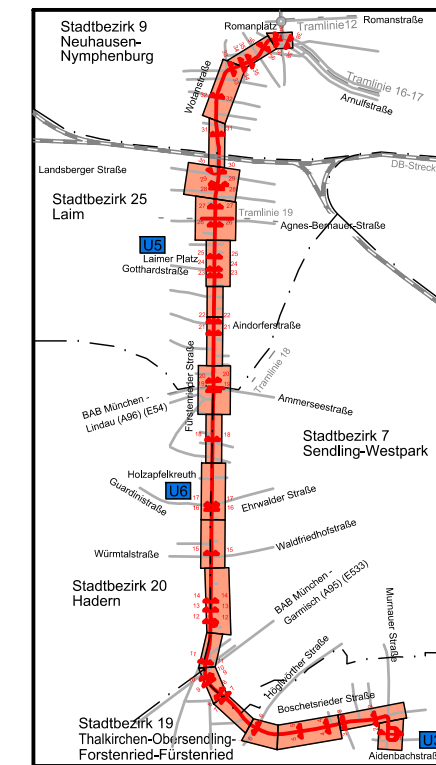 Stadtbezirk 9
Neuhausen-
Nymphenburg
Romanplatz
Romanstraße
Tramlinie12
Wotanstraße
Tramlinie 16-17
Arnulfstraße
Landsberger Straße
DB-Streck
Stadtbezirk 25
Laim
Tramlinie 19
Agnes-Bernauer-Straße
U5
Laimer Platz
Gotthardstraße
Aindorferstraße
Fürstenrieder Straße
Tramlinie 18
BAB München -
Lindau (A96) (E54)
Ammerseestraße
Stadtbezirk 7
Sendling-Westpark
Holzapfelkreuth
U6
Guardinistraße
Ehrwalder Straße
Waldfriedhofstraße
Würmtalstraße
Stadtbezirk 20
Hadern
BAB München -
Garmisch (A95) (E533)
Murnauer Straße
Höglwörther Straße
Boschetsrieder Straße
Stadtbezirk 19
Thalkirchen-Obersendling-
Forstenried-Fürstenried
Aidenbachstraß